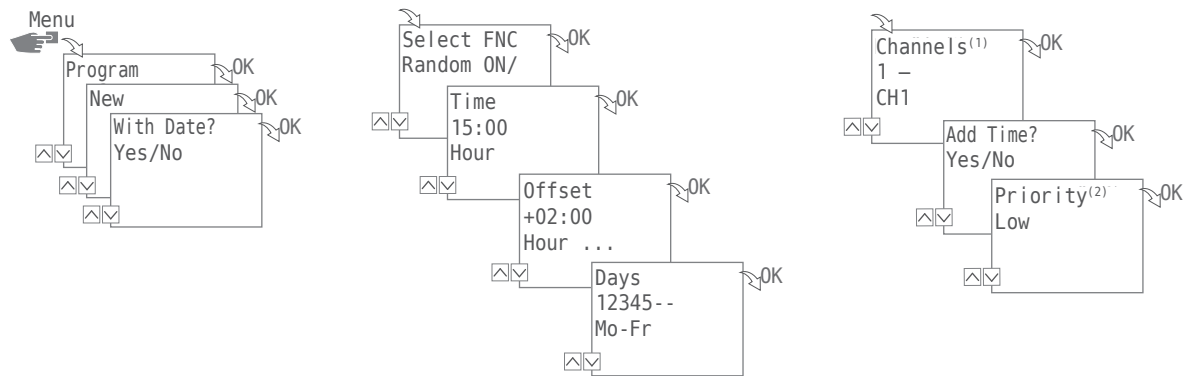 Menu
Program
OK
New
OK
With Date?
Yes/No
OK
Select FNC
Random ON/
OK
Time
15:00
Hour
OK
Offset
+02:00
Hour ...
OK
Days
12345--
Mo-Fr
OK
Channels(1)
1 –
CH1
OK
Add Time?
Yes/No
OK
Priority(2)
Low
OK